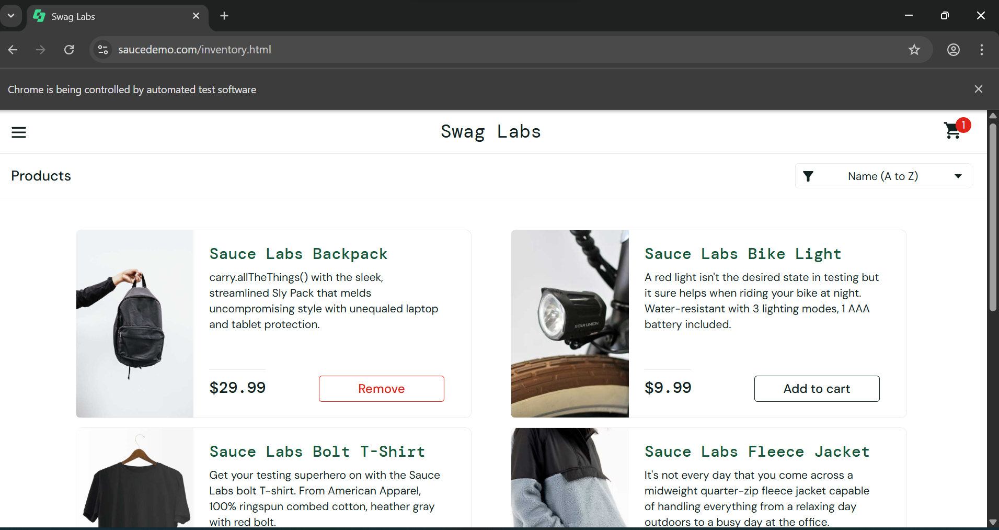 Swag Labs
saucedemo.com/inventory.html
Chrome is being controlled by automated test software
Swag Labs
1
Products
Name (A to Z)
Sauce Labs Backpack
carry.allTheThings() with the sleek,
streamlined Sly Pack that melds
uncompromising style with unequaled laptop
and tablet protection.
$29.99
Remove
Sauce Labs Bike Light
A red light isn't the desired state in testing but
it sure helps when riding your bike at night.
Water-resistant with 3 lighting modes, 1 AAA
battery included.
STAR UNION
$9.99
Add to cart
Sauce Labs Bolt T-Shirt
Get your testing superhero on with the Sauce
Labs bolt T-shirt. From American Apparel,
100% ringspun combed cotton, heather gray
with red bolt.
Sauce Labs Fleece Jacket
It's not every day that you come across a
midweight quarter-zip fleece jacket capable
of handling everything from a relaxing day
outdoors to a busy day at the office.